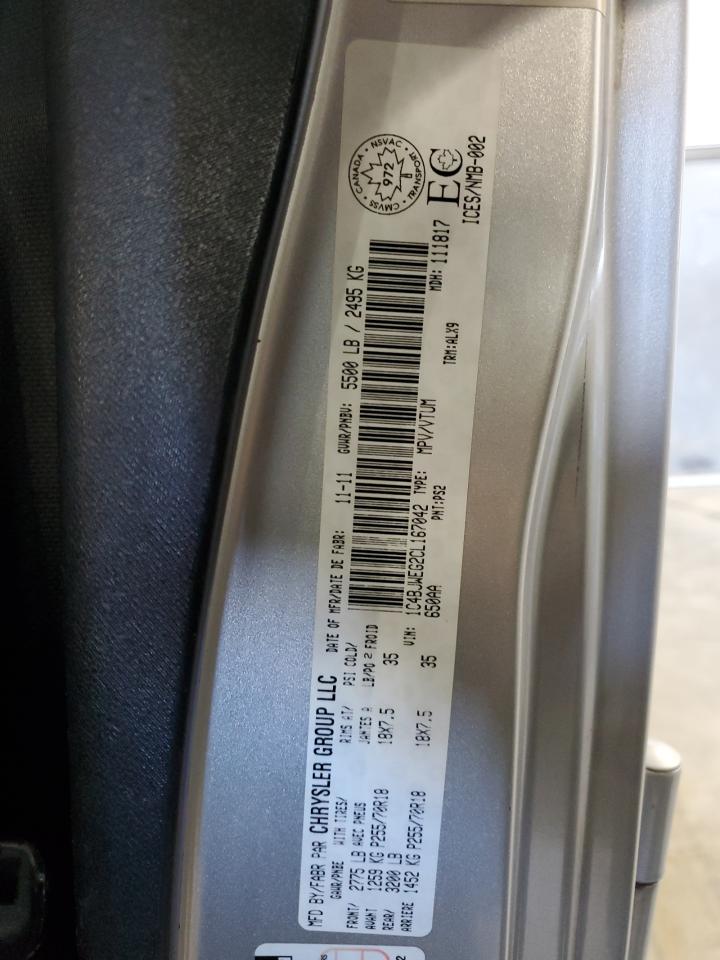 MFD BY/FABR PAR CHRYSLER GROUP LLC
DATE OF MFR/DATE DE FABR: 11-11 GVWR/PNBV: 5500 LB / 2495 KG
GAWR/PNBE WITH TIRES/ RIMS AT/ PSI COLD/
AVEC PNEUS JANTES A LB/PO 2 FROID
FRONT/ 2775 LB
AVANT 1259 KG P255/70R18 18X7.5 35
REAR/ 3200 LB
ARRIERE 1452 KG P255/70R18 18X7.5 35
VIN: 1C4BJWEG2CL167042 TYPE: MPV/VTUM
650AA PNT:PS2 TRM:ALX9 MDH: 111817
CANADA • NSVAC • TRANSPORT • CMVSS •
972
EC
ICES/NMB-002